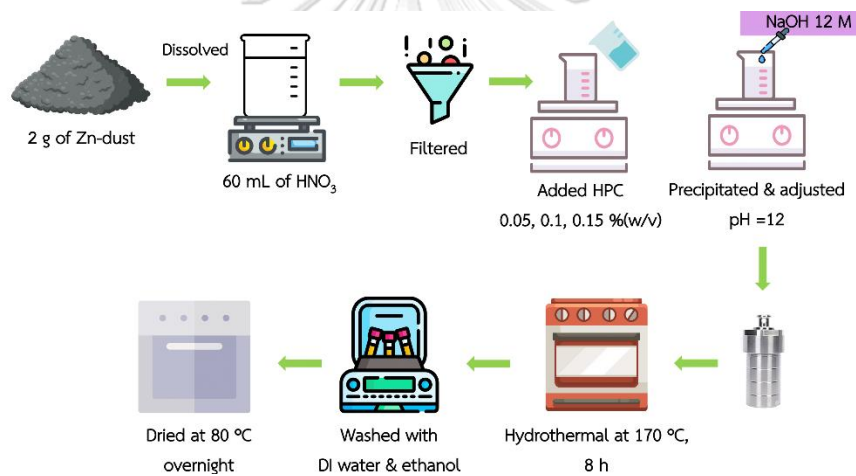 NaOH 12 M
Dissolved
2 g of Zn-dust
60 mL of HNO₃
Filtered
Added HPC
0.05, 0.1, 0.15 %(w/v)
Precipitated & adjusted
pH =12
Hydrothermal at 170 ºC,
8 h
Washed with
DI water & ethanol
Dried at 80 ºC
overnight